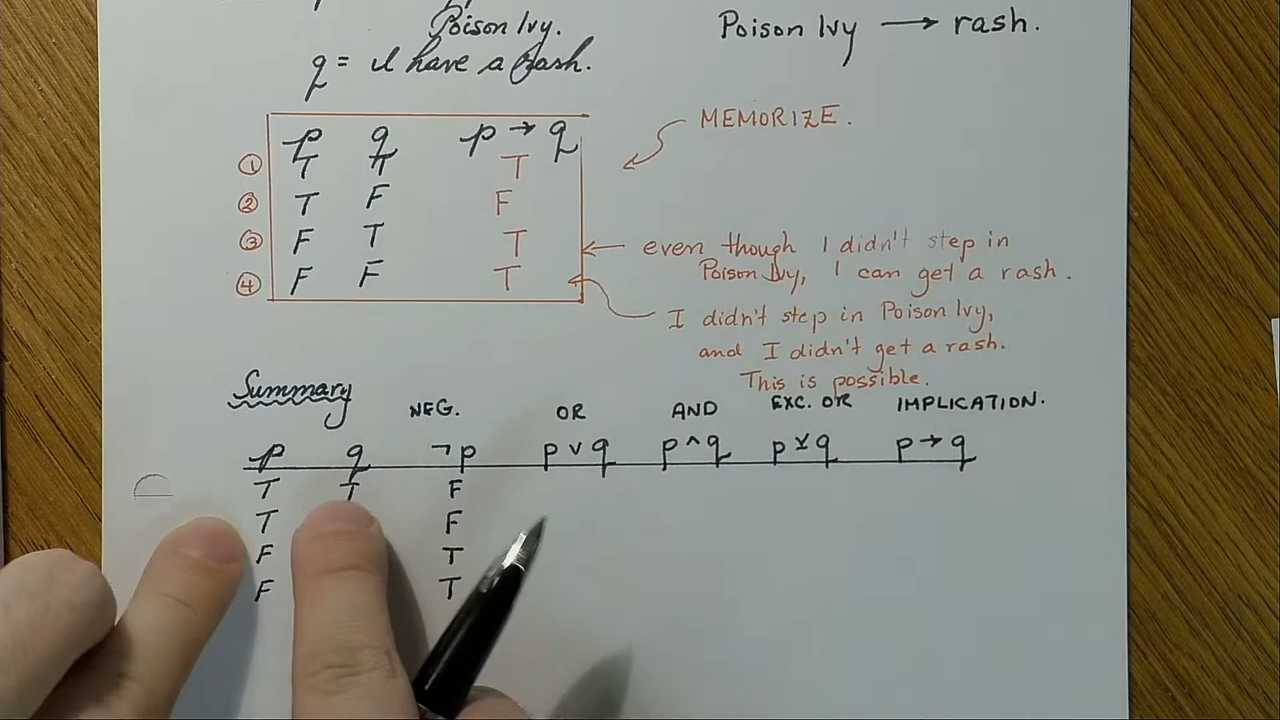 Poison Ivy.
Poison Ivy → rash.
q = I have a rash.
p q p → q
MEMORIZE.
① T T T
② T F F
③ F T T
even though I didn't step in
Poison Ivy, I can get a rash.
④ F F T
I didn't step in Poison Ivy,
and I didn't get a rash.
This is possible.
Summary
NEG. OR AND EXC. OR IMPLICATION.
p q ¬p p ∨ q p ^ q p ⊻ q p → q
T T F
T F
F T
F T